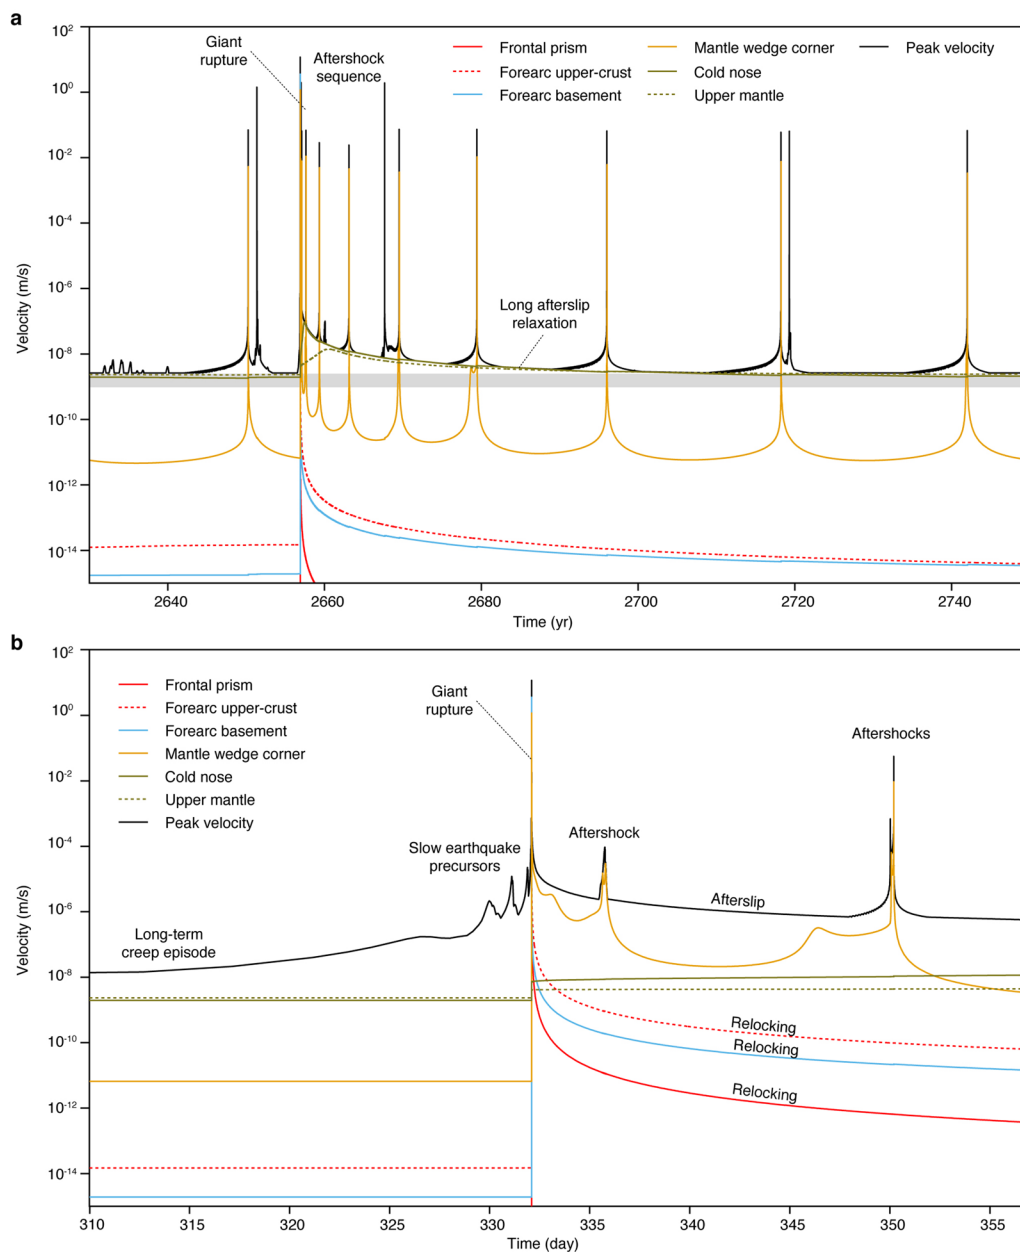 a
10²
10⁰
10⁻²
10⁻⁴
10⁻⁶
10⁻⁸
10⁻¹⁰
10⁻¹²
10⁻¹⁴
Velocity (m/s)
Giant
rupture
Aftershock
sequence
Frontal prism
Forearc upper-crust
Forearc basement
Mantle wedge corner
Cold nose
Upper mantle
Peak velocity
Long afterslip
relaxation
2640
2660
2680
2700
2720
2740
Time (yr)
b
10²
10⁰
10⁻²
10⁻⁴
10⁻⁶
10⁻⁸
10⁻¹⁰
10⁻¹²
10⁻¹⁴
Velocity (m/s)
Frontal prism
Forearc upper-crust
Forearc basement
Mantle wedge corner
Cold nose
Upper mantle
Peak velocity
Giant
rupture
Aftershocks
Slow earthquake
precursors
Aftershock
Afterslip
Long-term
creep episode
Relocking
Relocking
Relocking
310
315
320
325
330
335
340
345
350
355
Time (day)